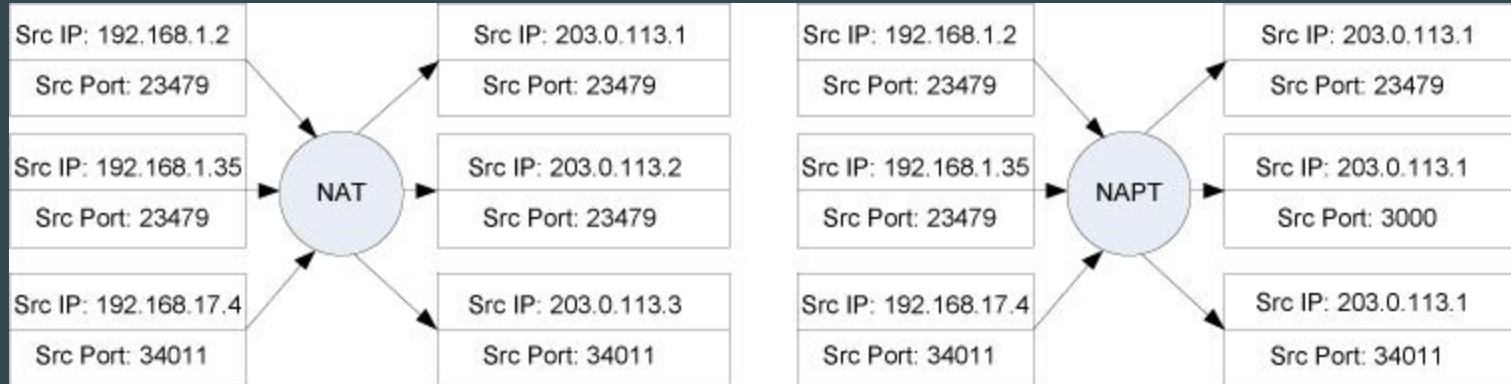 Src IP: 192.168.1.2
Src Port: 23479
Src IP: 192.168.1.35
Src Port: 23479
Src IP: 192.168.17.4
Src Port: 34011
NAT
Src IP: 203.0.113.1
Src Port: 23479
Src IP: 203.0.113.2
Src Port: 23479
Src IP: 203.0.113.3
Src Port: 34011
Src IP: 192.168.1.2
Src Port: 23479
Src IP: 192.168.1.35
Src Port: 23479
Src IP: 192.168.17.4
Src Port: 34011
NAPT
Src IP: 203.0.113.1
Src Port: 23479
Src IP: 203.0.113.1
Src Port: 3000
Src IP: 203.0.113.1
Src Port: 34011